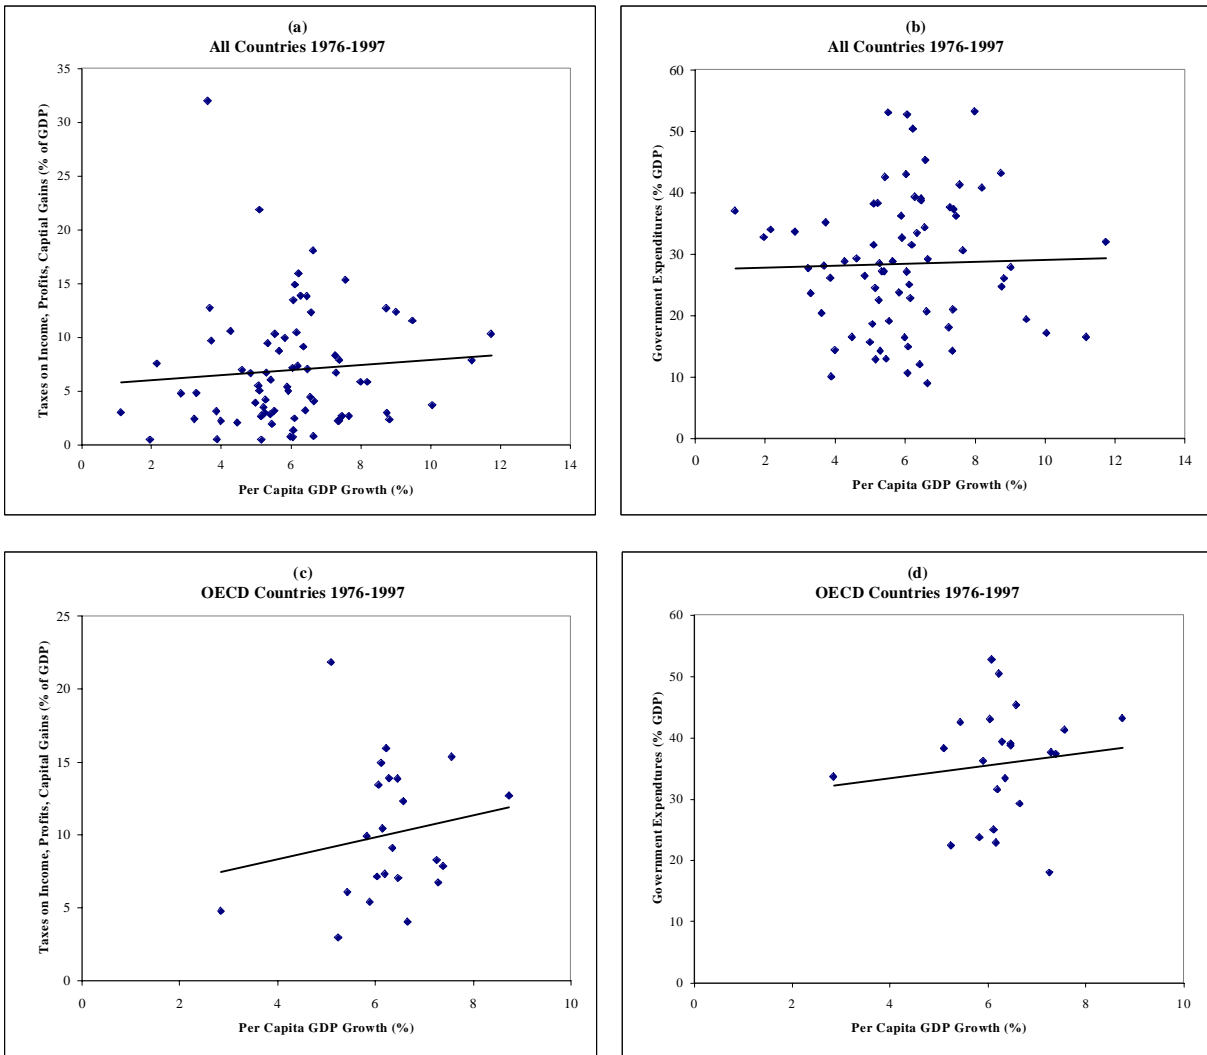 (a)
All Countries 1976-1997
35
30
25
20
15
10
5
0
0 2 4 6 8 10 12 14
Taxes on Income, Profits, Captial Gains (% of GDP)
Per Capita GDP Growth (%)
(b)
All Countries 1976-1997
60
50
40
30
20
10
0
0 2 4 6 8 10 12 14
Government Expenditures (% GDP)
Per Capita GDP Growth (%)
(c)
OECD Countries 1976-1997
25
20
15
10
5
0
0 2 4 6 8 10
Taxes on Income, Profits, Capital Gains (% of GDP)
Per Capita GDP Growth (%)
(d)
OECD Countries 1976-1997
60
50
40
30
20
10
0
0 2 4 6 8 10
Government Expenditures (% GDP)
Per Capita GDP Growth (%)